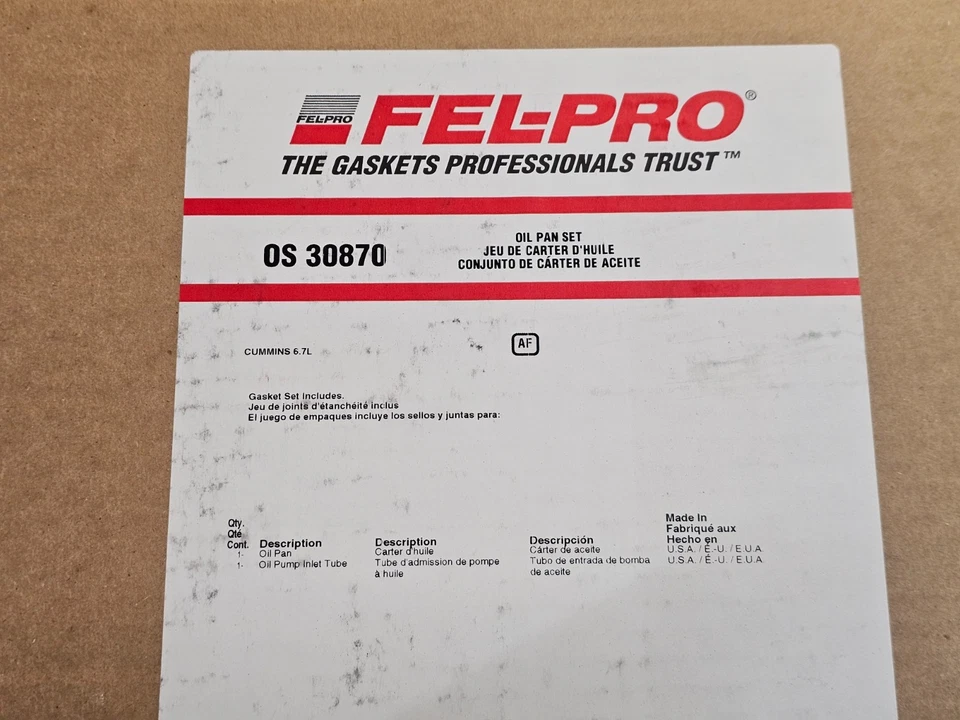 FEL-PRO
FEL-PRO®
THE GASKETS PROFESSIONALS TRUST™
OS 30870
OIL PAN SET
JEU DE CARTER D'HUILE
CONJUNTO DE CÁRTER DE ACEITE
CUMMINS 6.7L
AF
Gasket Set Includes.
Jeu de joints d'étanchéité inclus
El juego de empaques incluye los sellos y juntas para:
Qty.
Qté
Cont. Description Description Descripción
Made In
Fabriqué aux
Hecho en
1- Oil Pan Carter d'huile Cárter de aceite U.S.A. / É.-U. / E.U.A.
1- Oil Pump Inlet Tube Tube d'admission de pompe Tubo de entrada de bomba U.S.A. / É.-U. / E.U.A.
à huile de aceite